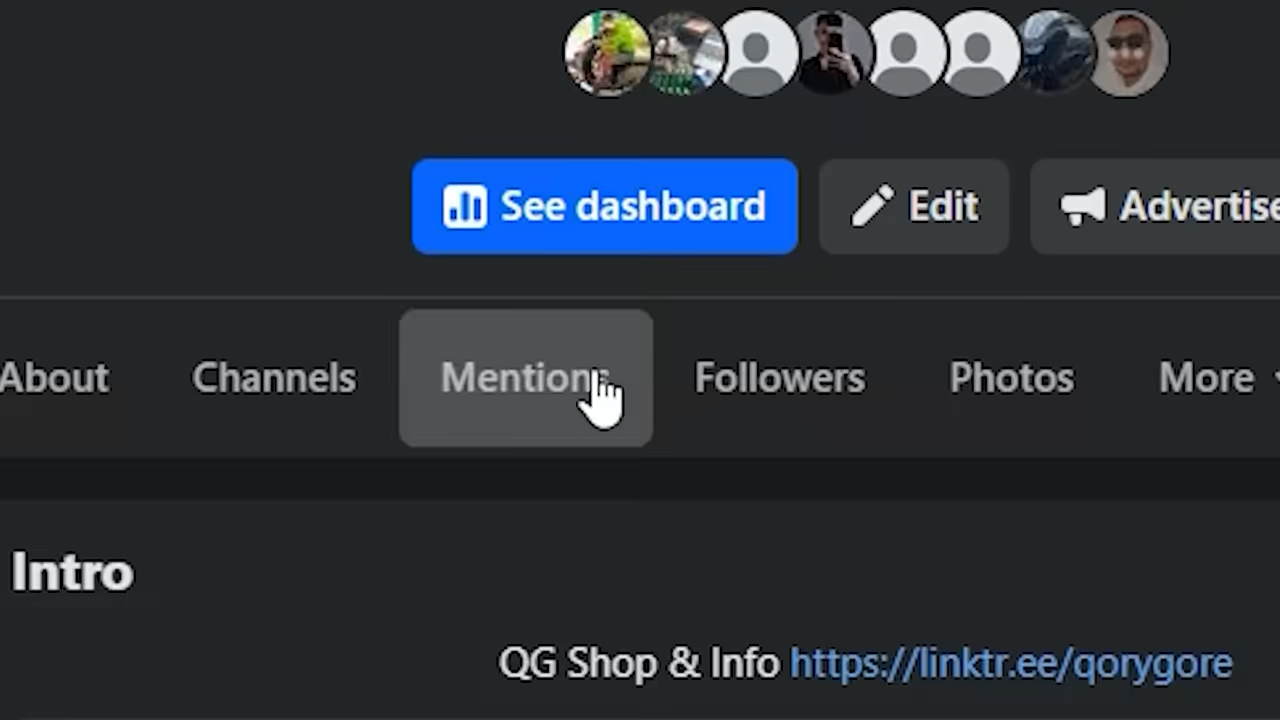 See dashboard Edit Advertise
About Channels Mentions Followers Photos More
Intro
QG Shop & Info https://linktr.ee/qorygore